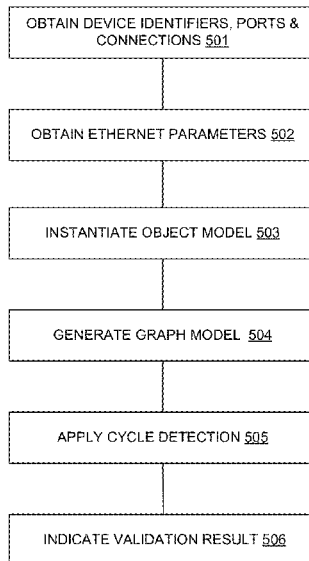 OBTAIN DEVICE IDENTIFIERS, PORTS &
CONNECTIONS 501
OBTAIN ETHERNET PARAMETERS 502
INSTANTIATE OBJECT MODEL 503
GENERATE GRAPH MODEL 504
APPLY CYCLE DETECTION 505
INDICATE VALIDATION RESULT 506